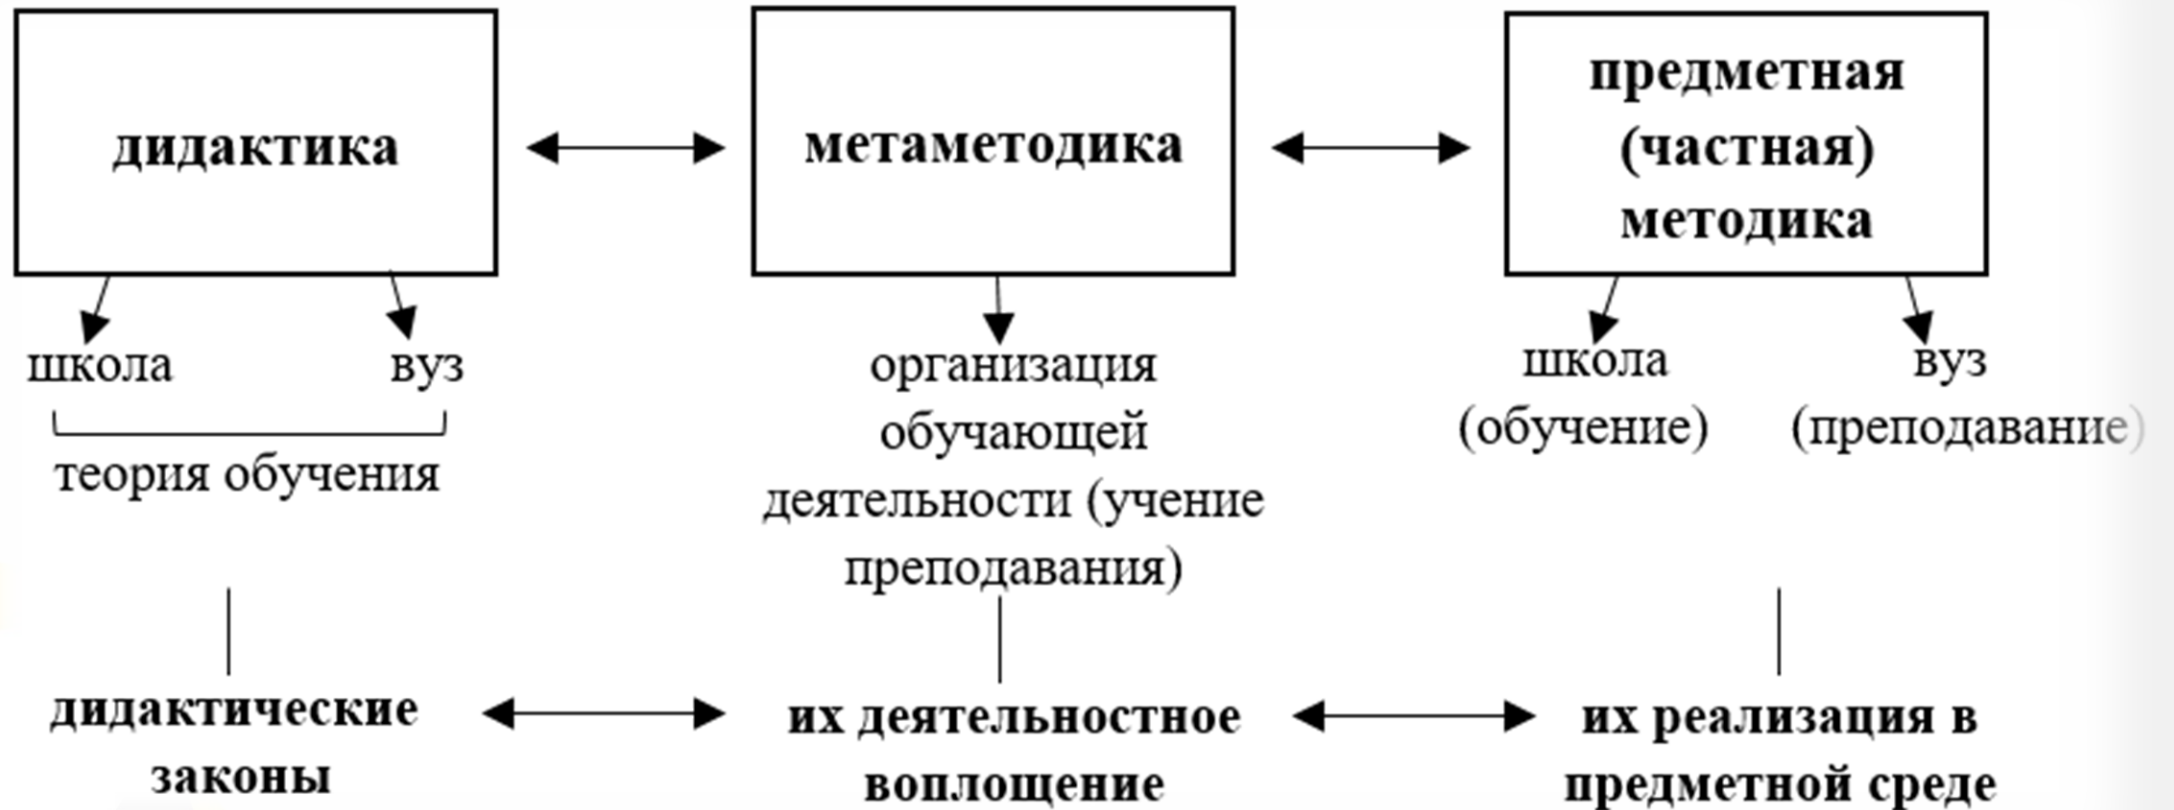 дидактика
метаметодика
предметная
(частная)
методика
школа
вуз
теория обучения
организация
обучающей
деятельности (учение
преподавания)
школа
(обучение)
вуз
(преподавание)
дидактические
законы
их деятельностное
воплощение
их реализация в
предметной среде